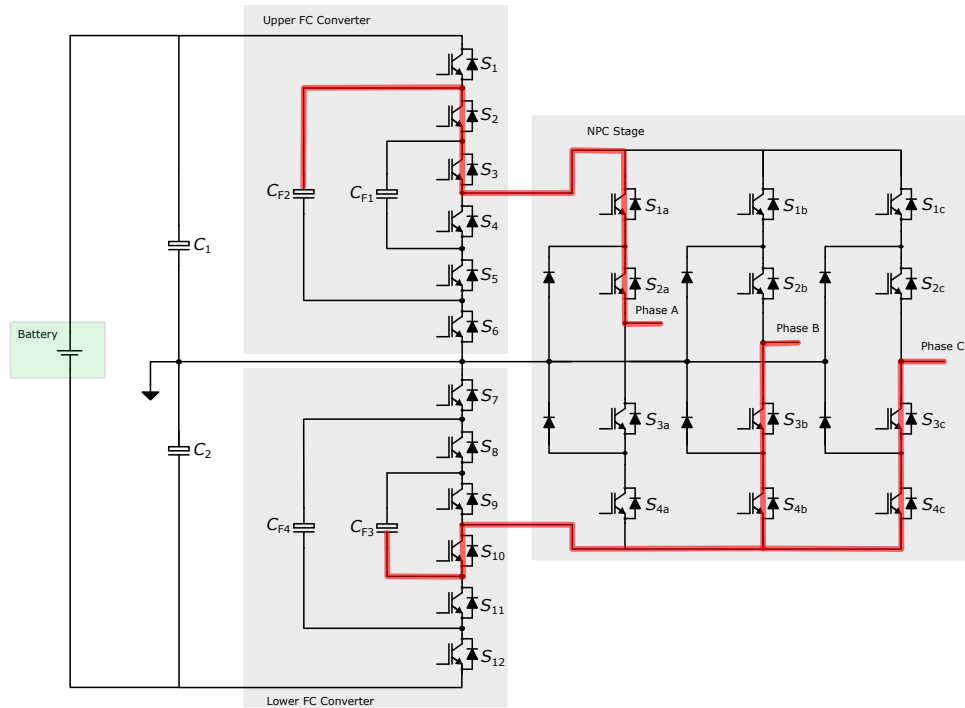 Upper FC Converter
S1
S2
NPC Stage
S3
CF2
CF1
S1a
S1b
S1c
S4
C1
S5
S2a
S2b
S2c
Phase A
S6
Phase B
Battery
Phase C
S7
S3a
S3b
S3c
S8
C2
S9
S4a
S4b
S4c
CF4
CF3
S10
S11
S12
Lower FC Converter